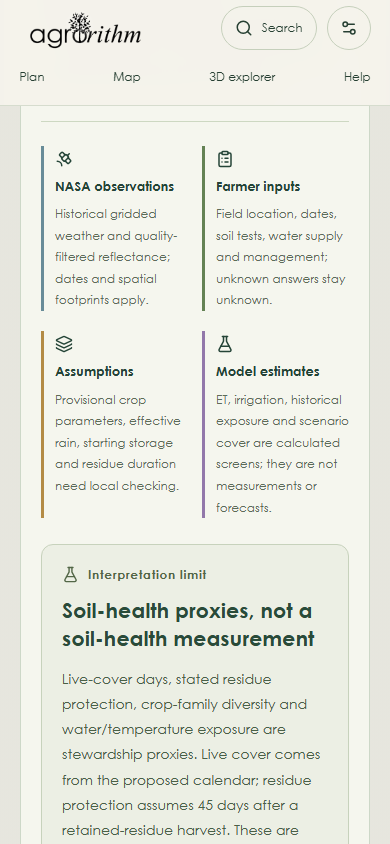 agrorithm
Search
Plan
Map
3D explorer
Help
NASA observations
Historical gridded
weather and quality-
filtered reflectance;
dates and spatial
footprints apply.
Farmer inputs
Field location, dates,
soil tests, water supply
and management;
unknown answers stay
unknown.
Assumptions
Provisional crop
parameters, effective
rain, starting storage
and residue duration
need local checking.
Model estimates
ET, irrigation, historical
exposure and scenario
cover are calculated
screens; they are not
measurements or
forecasts.
Interpretation limit
Soil-health proxies, not a
soil-health measurement
Live-cover days, stated residue
protection, crop-family diversity and
water/temperature exposure are
stewardship proxies. Live cover comes
from the proposed calendar; residue
protection assumes 45 days after a
retained-residue harvest. These are